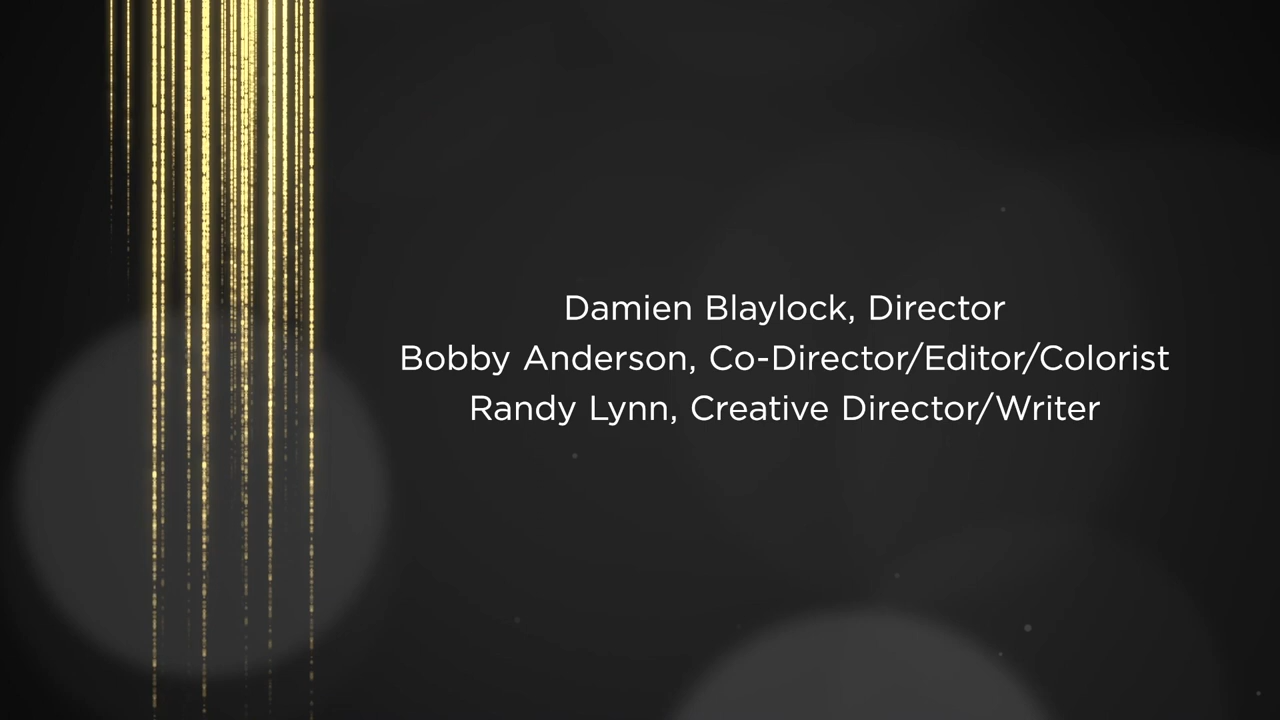 Damien Blaylock, Director
Bobby Anderson, Co-Director/Editor/Colorist
Randy Lynn, Creative Director/Writer